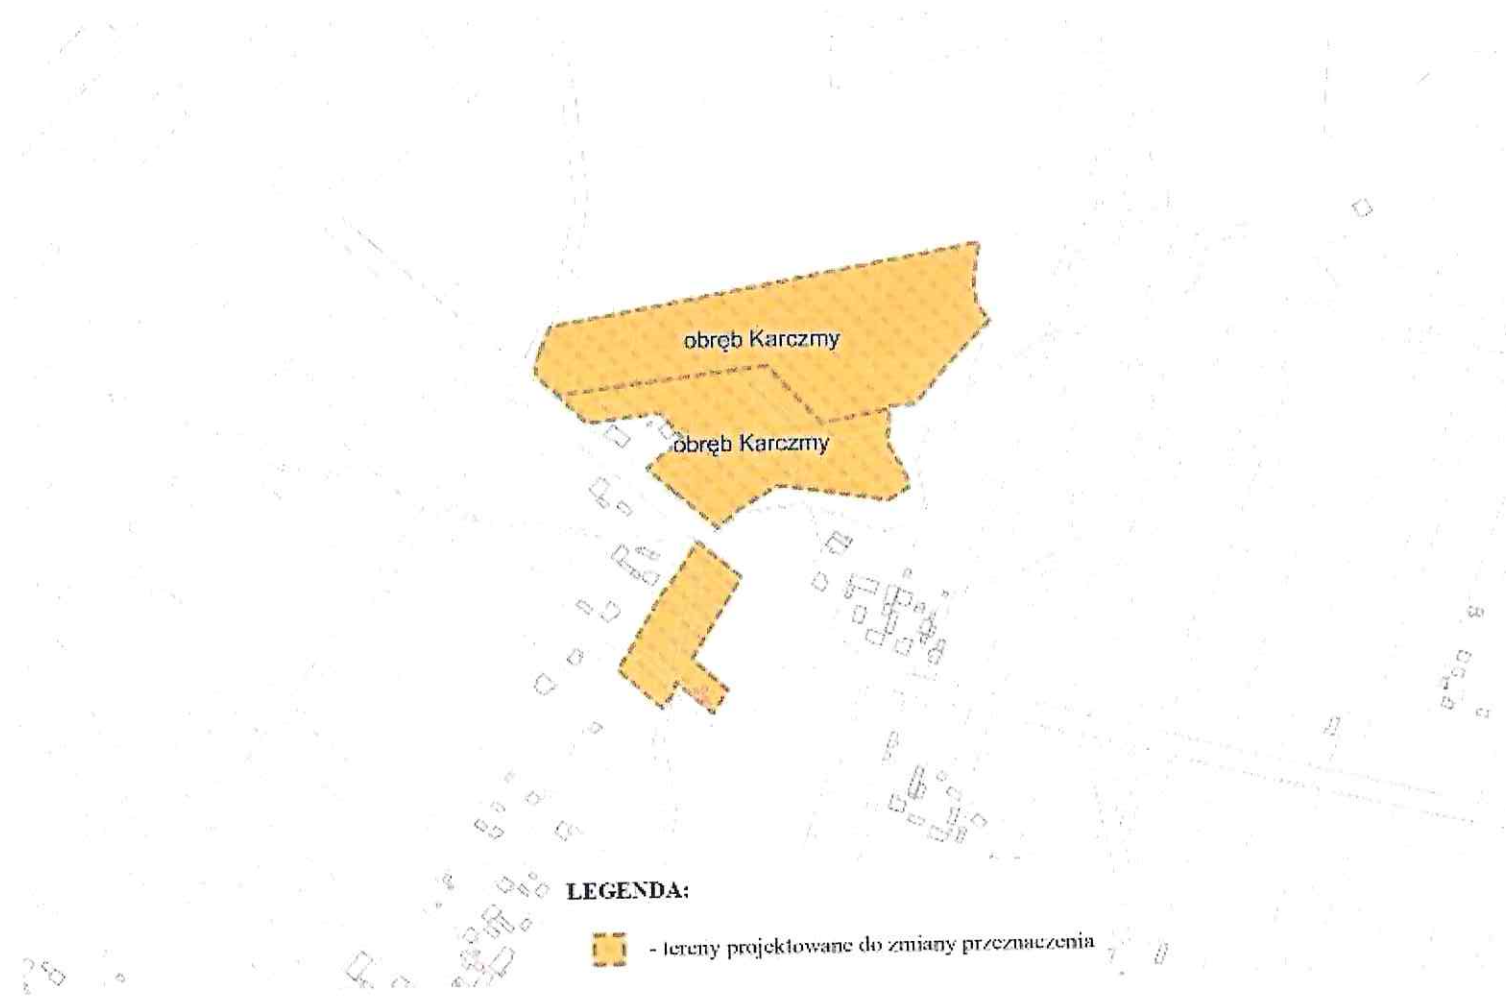 obręb Karczmy
obręb Karczmy
LEGENDA:
- tereny projektowane do zmiany przeznaczenia